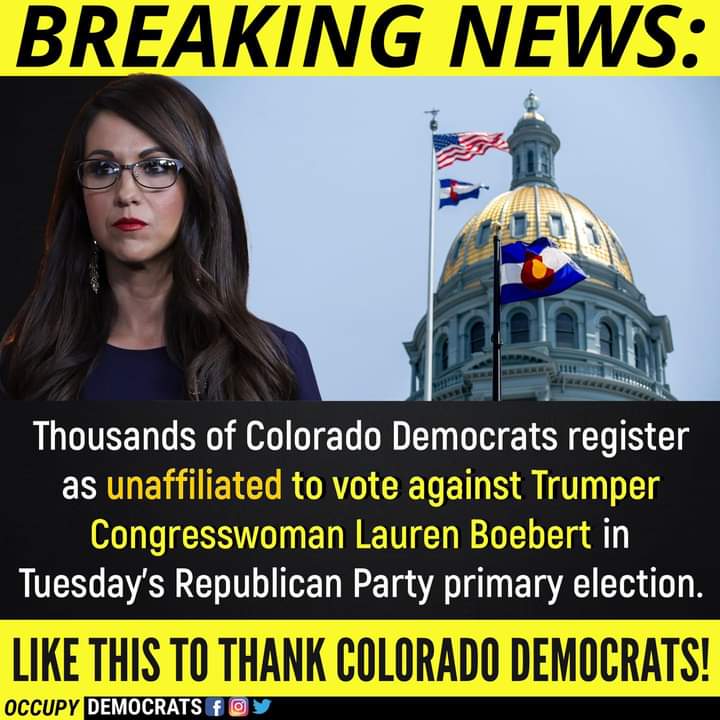 BREAKING NEWS:
Thousands of Colorado Democrats register
as unaffiliated to vote against Trumper
Congresswoman Lauren Boebert in
Tuesday's Republican Party primary election.
LIKE THIS TO THANK COLORADO DEMOCRATS!
OCCUPY DEMOCRATS